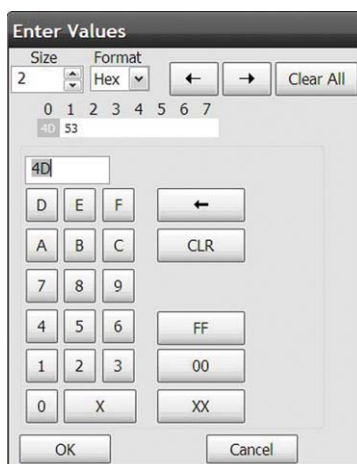 Enter Values
Size Format
2 Hex ← → Clear All
0 1 2 3 4 5 6 7
4D 53
4D
D E F ←
A B C CLR
7 8 9
4 5 6 FF
1 2 3 00
0 X XX
OK Cancel